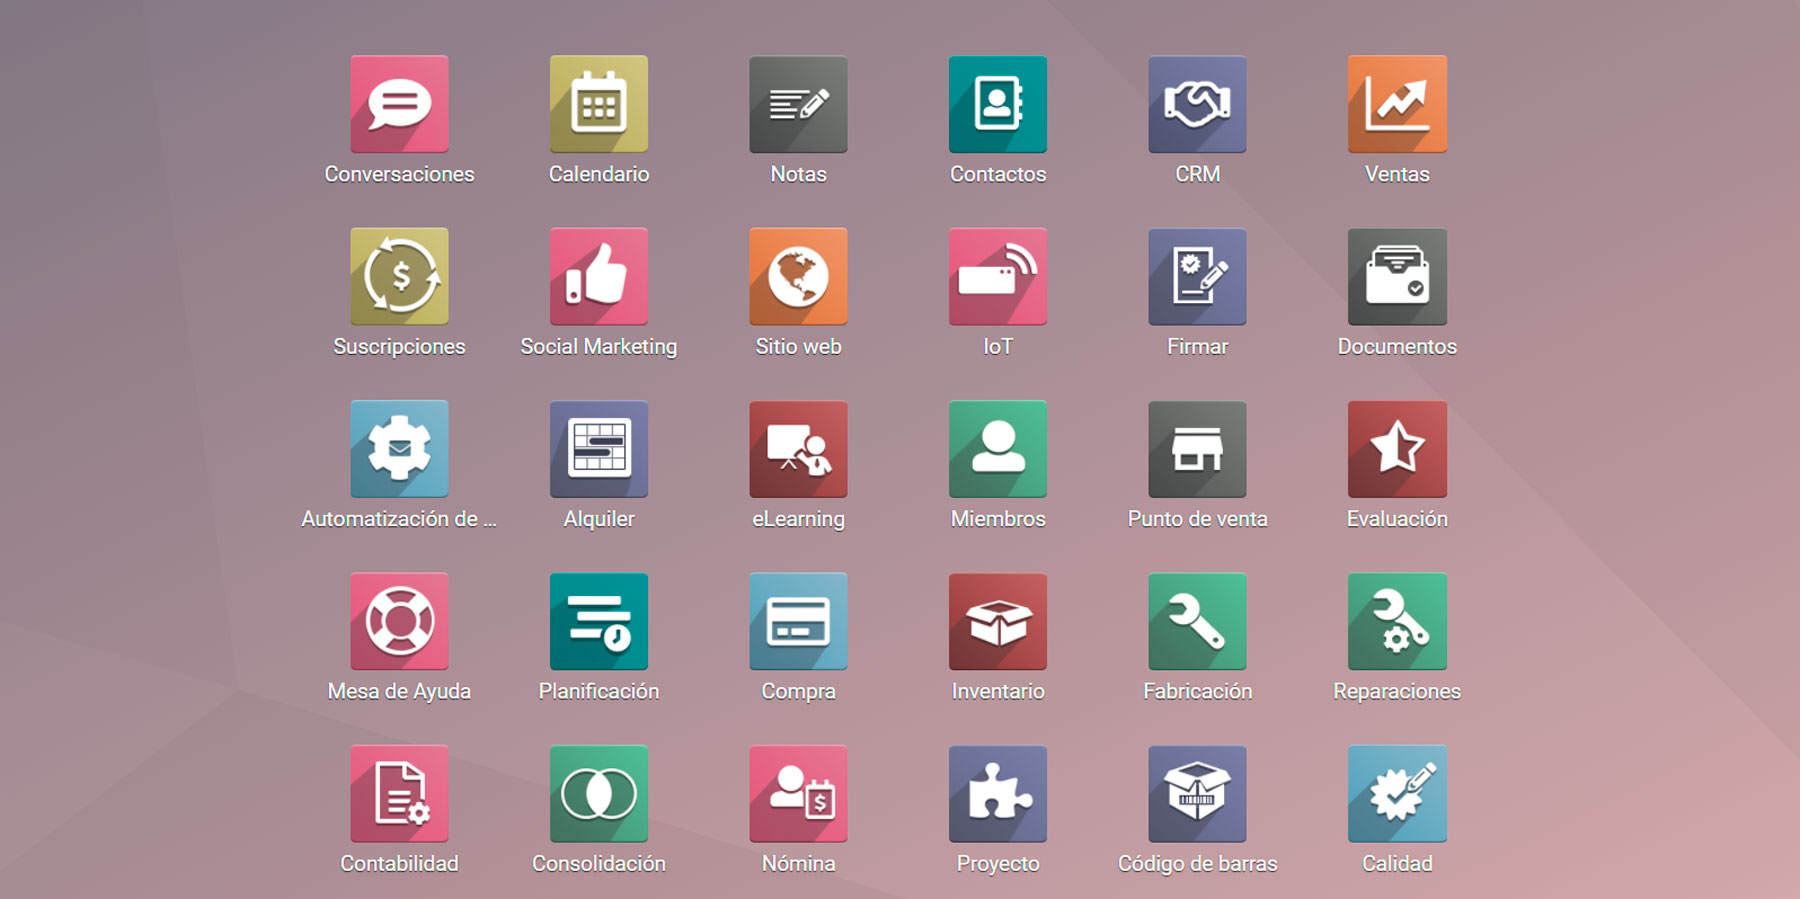 Conversaciones
Calendario
Notas
Contactos
CRM
Ventas
Suscripciones
Social Marketing
Sitio web
IoT
Firmar
Documentos
Automatización de ...
Alquiler
eLearning
Miembros
Punto de venta
Evaluación
Mesa de Ayuda
Planificación
Compra
Inventario
Fabricación
Reparaciones
Contabilidad
Consolidación
Nómina
Proyecto
Código de barras
Calidad